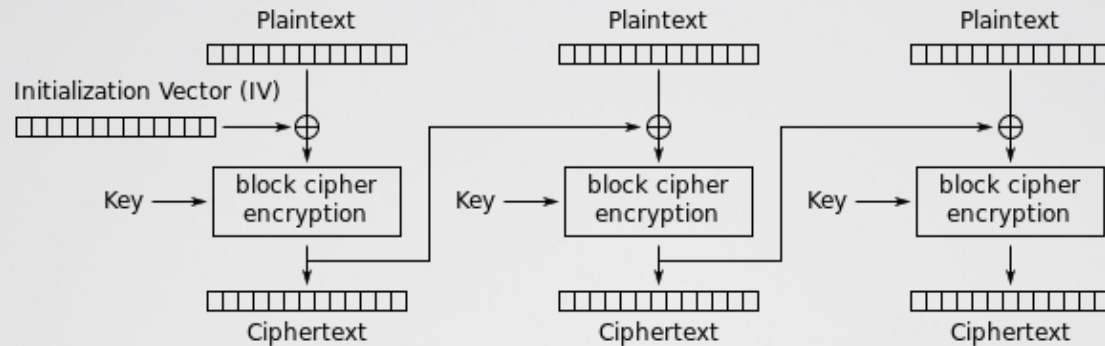 Plaintext
Plaintext
Plaintext
Initialization Vector (IV)
Key
block cipher
encryption
Key
block cipher
encryption
Key
block cipher
encryption
Ciphertext
Ciphertext
Ciphertext